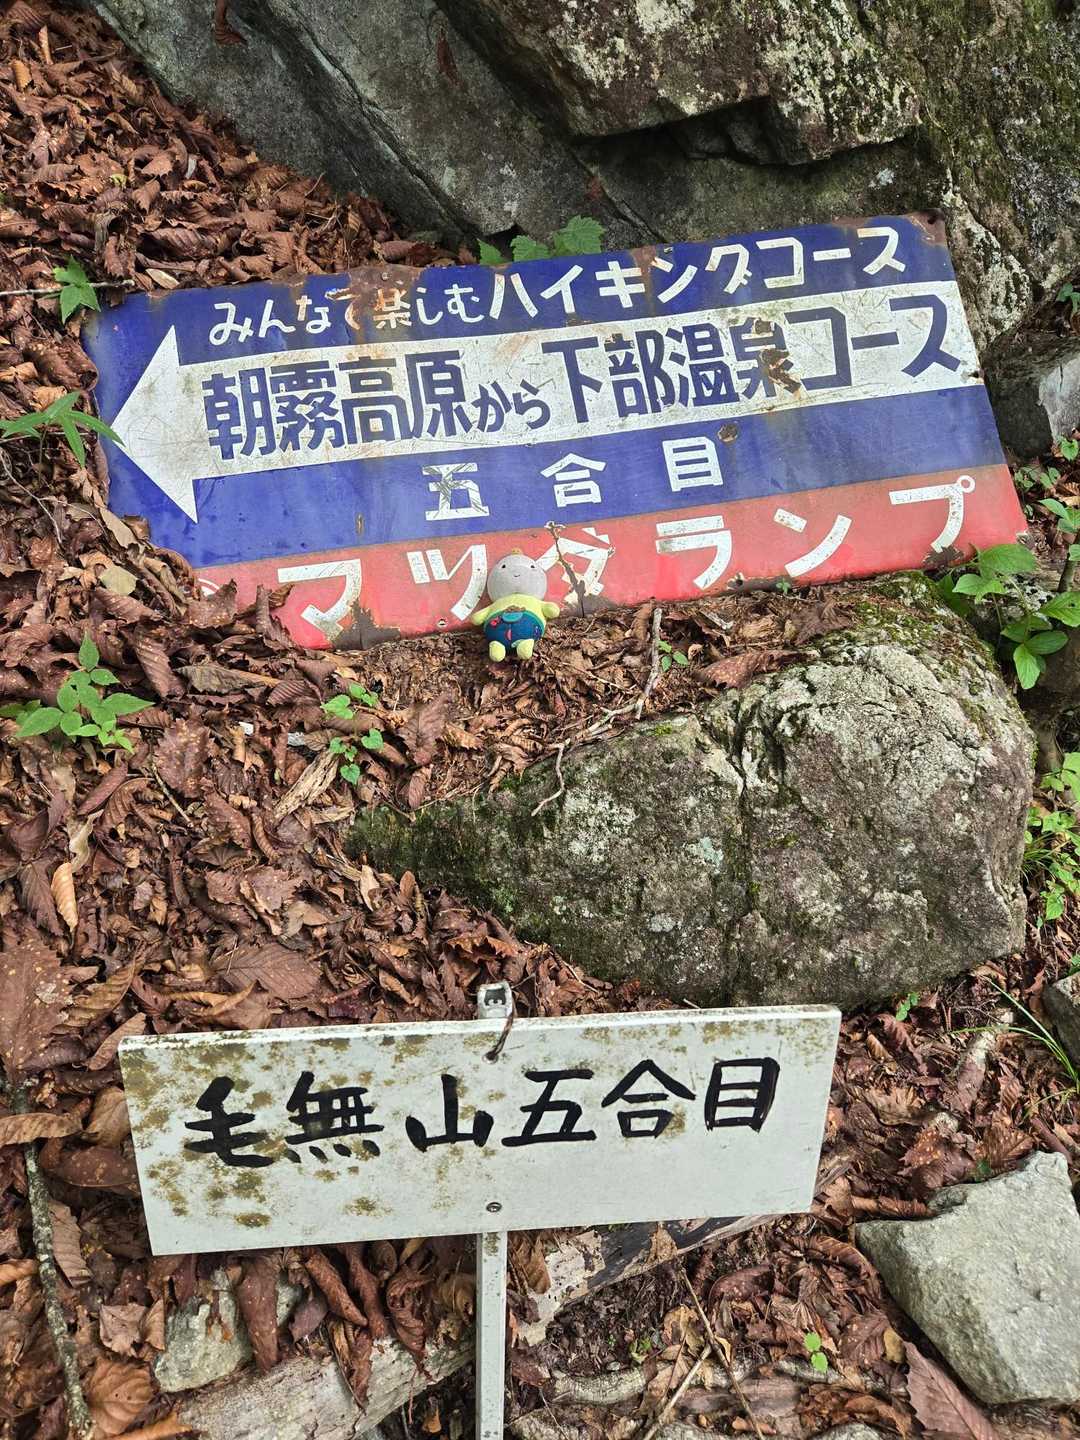 みんなで楽しむハイキングコース
朝霧高原から下部温泉コース
五合目
マツダランプ
毛無山五合目